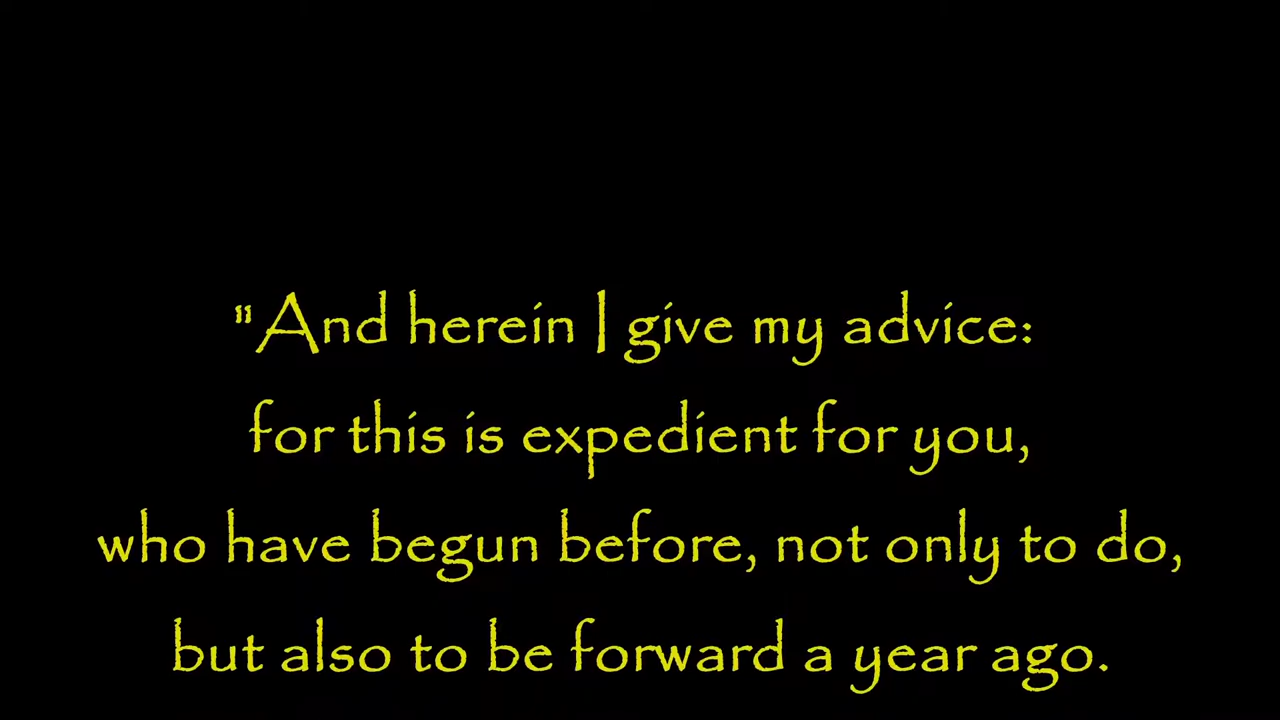 "And herein I give my advice:
for this is expedient for you,
who have begun before, not only to do,
but also to be forward a year ago.